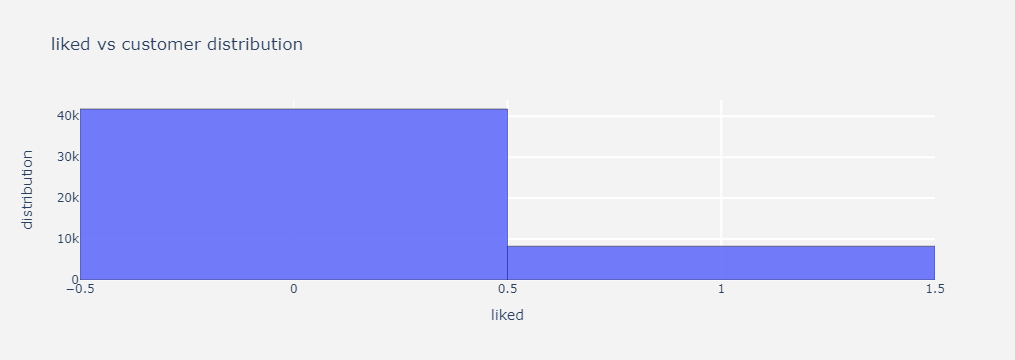 liked vs customer distribution
40k
30k
20k
10k
0
distribution
−0.5
0
0.5
1
1.5
liked